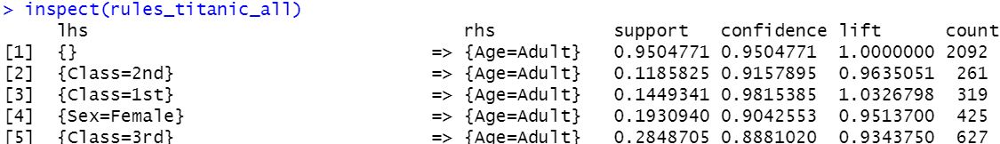 > inspect(rules_titanic_all)
lhs rhs support confidence lift count
[1] {} => {Age=Adult} 0.9504771 0.9504771 1.0000000 2092
[2] {Class=2nd} => {Age=Adult} 0.1185825 0.9157895 0.9635051 261
[3] {Class=1st} => {Age=Adult} 0.1449341 0.9815385 1.0326798 319
[4] {Sex=Female} => {Age=Adult} 0.1930940 0.9042553 0.9513700 425
[5] {Class=3rd} => {Age=Adult} 0.2848705 0.8881020 0.9343750 627